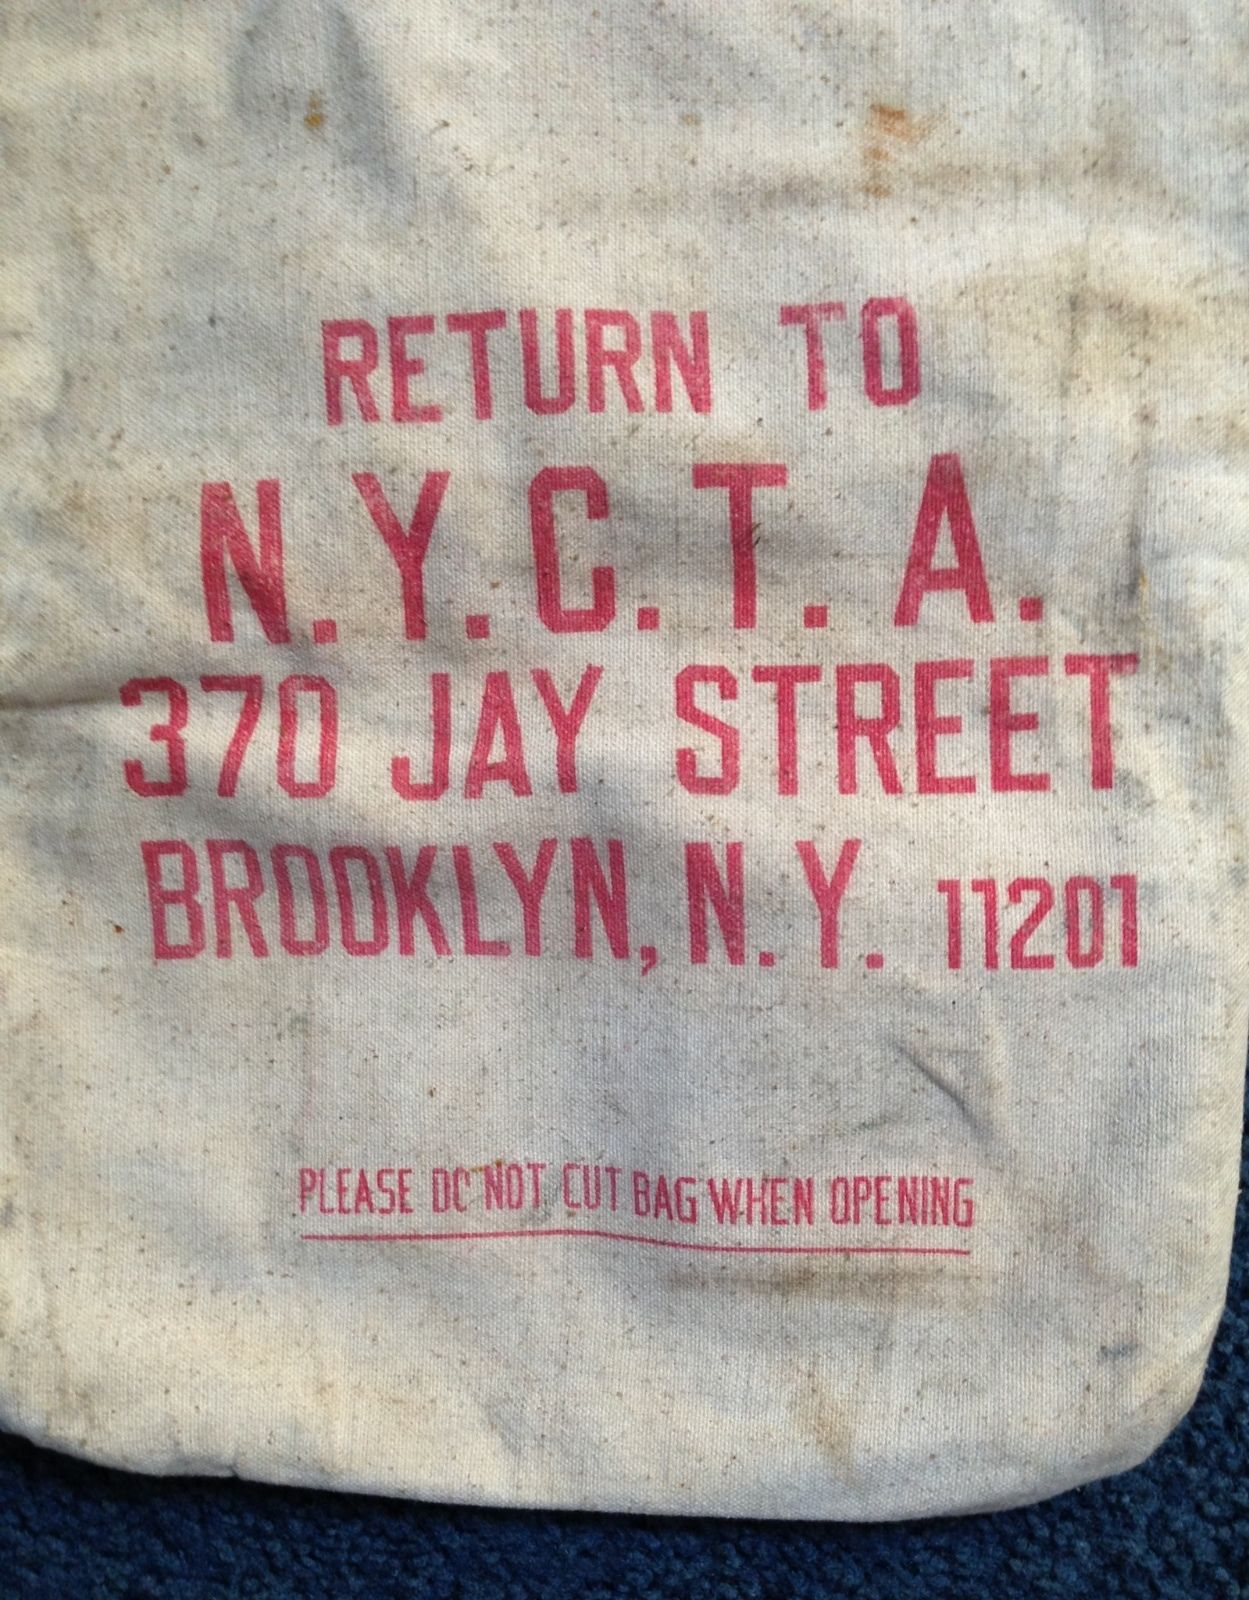 RETURN TO
N.Y.C.T.A.
370 JAY STREET
BROOKLYN, N.Y. 11201
PLEASE DO NOT CUT BAG WHEN OPENING